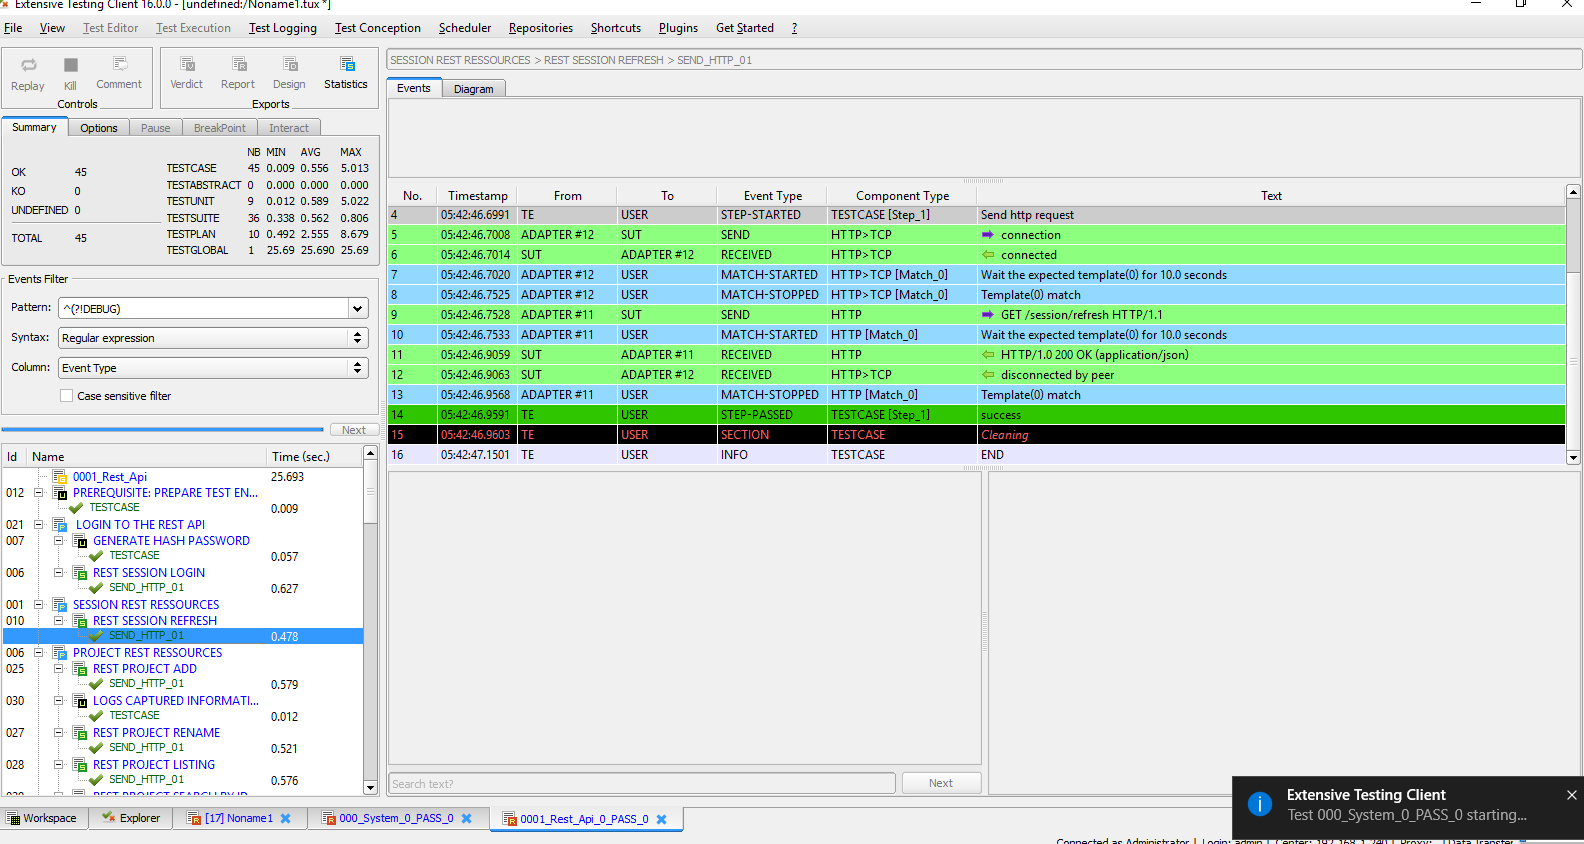 Extensive Testing Client 16.0.0 - [undefined:/Noname1.tux *]
File View Test Editor Test Execution Test Logging Test Conception Scheduler Repositories Shortcuts Plugins Get Started ?
Replay Kill Comment
Controls
Verdict Report Design Statistics
Exports
SESSION REST RESSOURCES > REST SESSION REFRESH > SEND_HTTP_01
Events Diagram
Summary Options Pause BreakPoint Interact
OK 45
KO 0
UNDEFINED 0
TOTAL 45
NB MIN AVG MAX
TESTCASE 45 0.009 0.556 5.013
TESTABSTRACT 0 0.000 0.000 0.000
TESTUNIT 9 0.012 0.589 5.022
TESTSUITE 36 0.338 0.562 0.806
TESTPLAN 10 0.492 2.555 8.679
TESTGLOBAL 1 25.69 25.690 25.69
Events Filter
Pattern: ^(?!DEBUG)
Syntax: Regular expression
Column: Event Type
Case sensitive filter
Next
Id Name Time (sec.)
0001_Rest_Api 25.693
012 PREREQUISITE: PREPARE TEST EN...
TESTCASE 0.009
021 LOGIN TO THE REST API
007 GENERATE HASH PASSWORD
TESTCASE 0.057
006 REST SESSION LOGIN
SEND_HTTP_01 0.627
001 SESSION REST RESSOURCES
010 REST SESSION REFRESH
SEND_HTTP_01 0.478
006 PROJECT REST RESSOURCES
025 REST PROJECT ADD
SEND_HTTP_01 0.579
030 LOGS CAPTURED INFORMATI...
TESTCASE 0.012
027 REST PROJECT RENAME
SEND_HTTP_01 0.521
028 REST PROJECT LISTING
SEND_HTTP_01 0.576
REST PROJECT SEARCH BY ID
No. Timestamp From To Event Type Component Type Text
4 05:42:46.6991 TE USER STEP-STARTED TESTCASE [Step_1] Send http request
5 05:42:46.7008 ADAPTER #12 SUT SEND HTTP>TCP connection
6 05:42:46.7014 SUT ADAPTER #12 RECEIVED HTTP>TCP connected
7 05:42:46.7020 ADAPTER #12 USER MATCH-STARTED HTTP>TCP [Match_0] Wait the expected template(0) for 10.0 seconds
8 05:42:46.7525 ADAPTER #12 USER MATCH-STOPPED HTTP>TCP [Match_0] Template(0) match
9 05:42:46.7528 ADAPTER #11 SUT SEND HTTP GET /session/refresh HTTP/1.1
10 05:42:46.7533 ADAPTER #11 USER MATCH-STARTED HTTP [Match_0] Wait the expected template(0) for 10.0 seconds
11 05:42:46.9059 SUT ADAPTER #11 RECEIVED HTTP HTTP/1.0 200 OK (application/json)
12 05:42:46.9063 SUT ADAPTER #12 RECEIVED HTTP>TCP disconnected by peer
13 05:42:46.9568 ADAPTER #11 USER MATCH-STOPPED HTTP [Match_0] Template(0) match
14 05:42:46.9591 TE USER STEP-PASSED TESTCASE [Step_1] success
15 05:42:46.9603 TE USER SECTION TESTCASE Cleaning
16 05:42:47.1501 TE USER INFO TESTCASE END
Search text? Next
Extensive Testing Client
Test 000_System_0_PASS_0 starting...
Workspace Explorer [17] Noname1 000_System_0_PASS_0 0001_Rest_Api_0_PASS_0
Connected as Administrator | Login: admin | Center: 192.168.1.240 | Proxy: | Data Transfer